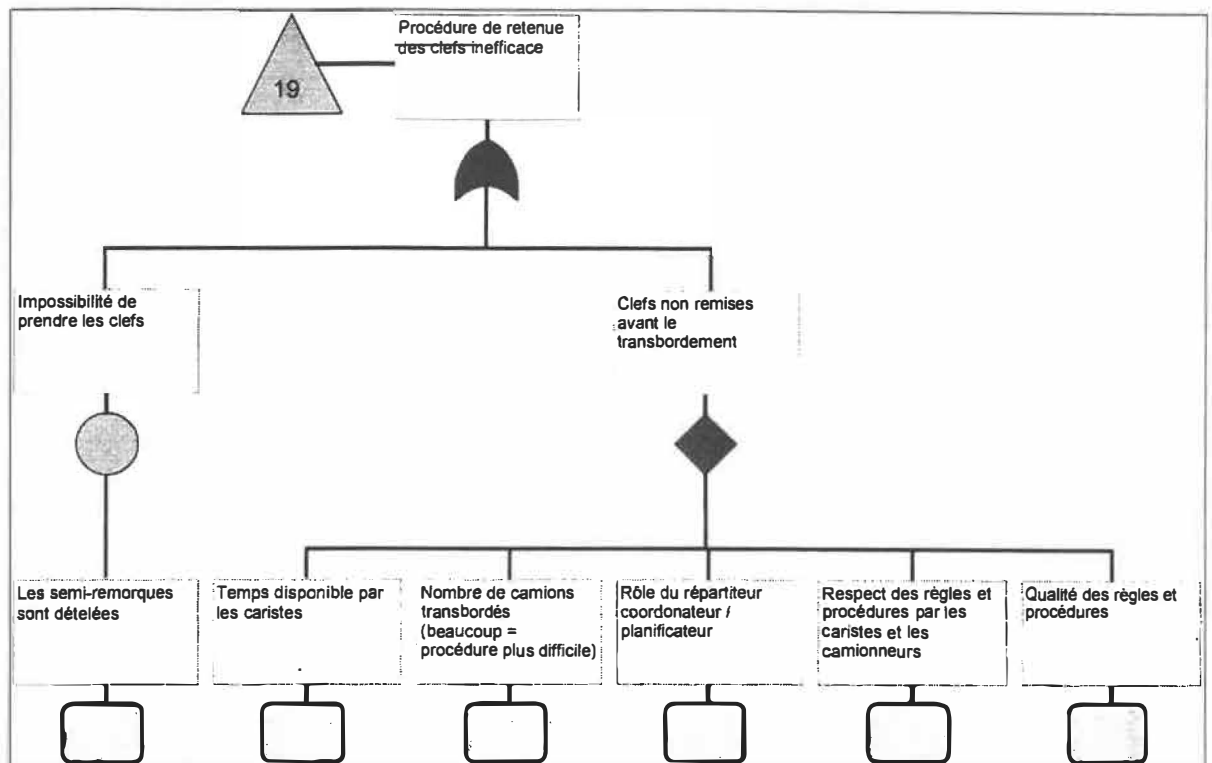 Procédure de retenue
des clefs inefficace
19
Impossibilité de
prendre les clefs
Clefs non remises
avant le
transbordement
Les semi-remorques
sont dételées
Temps disponible par
les caristes
Nombre de camions
transbordés
(beaucoup =
procédure plus difficile)
Rôle du répartiteur
coordonateur /
planificateur
Respect des règles et
procédures par les
caristes et les
camionneurs
Qualité des règles et
procédures